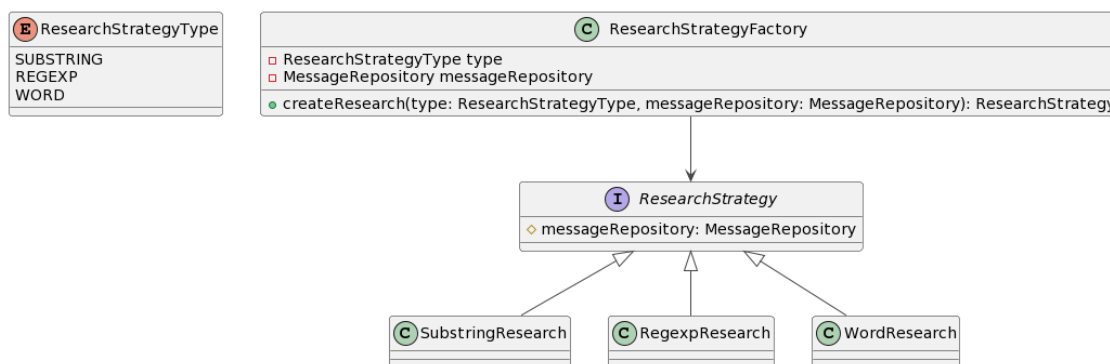 E ResearchStrategyType
SUBSTRING
REGEXP
WORD
C ResearchStrategyFactory
ResearchStrategyType type
MessageRepository messageRepository
createResearch(type: ResearchStrategyType, messageRepository: MessageRepository): ResearchStrategy
I ResearchStrategy
messageRepository: MessageRepository
C SubstringResearch
C RegexpResearch
C WordResearch